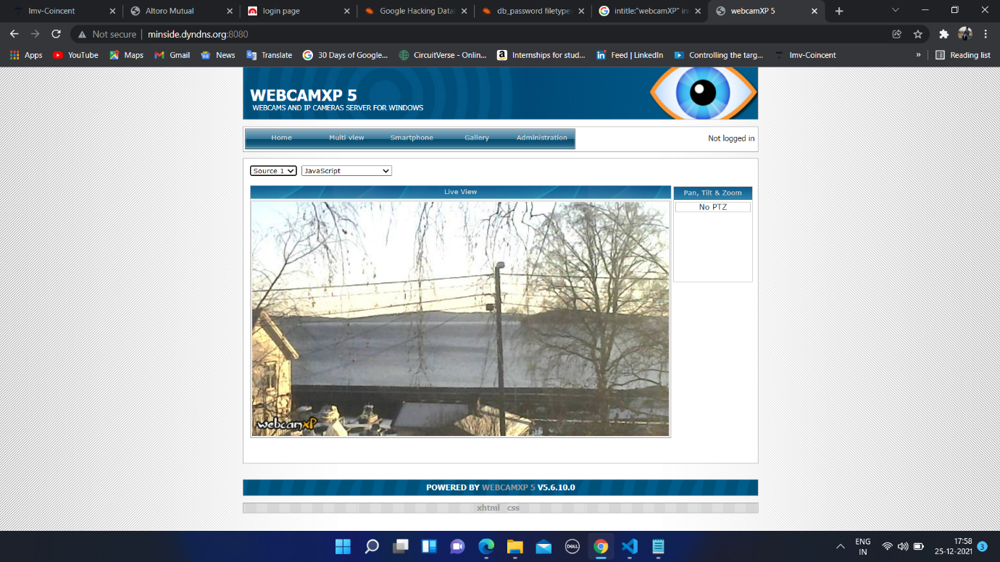 Imv-Coincent
Altoro Mutual
login page
Google Hacking Datal
db_password filetype:
intitle:"webcamXP" in
webcamXP 5
Not secure
minside.dyndns.org:8080
Apps
YouTube
Maps
Gmail
News
Translate
30 Days of Google...
CircuitVerse - Onlin...
Internships for stud...
Feed | LinkedIn
Controlling the targ...
Imv-Coincent
»
Reading list
WEBCAMXP 5
WEBCAMS AND IP CAMERAS SERVER FOR WINDOWS
Home
Multi view
Smartphone
Gallery
Administration
Not logged in
Source 1
JavaScript
Live View
Pan, Tilt & Zoom
No PTZ
webcamXP
POWERED BY WEBCAMXP 5 V5.6.10.0
xhtml css
DELL
ENG
IN
17:58
25-12-2021
3